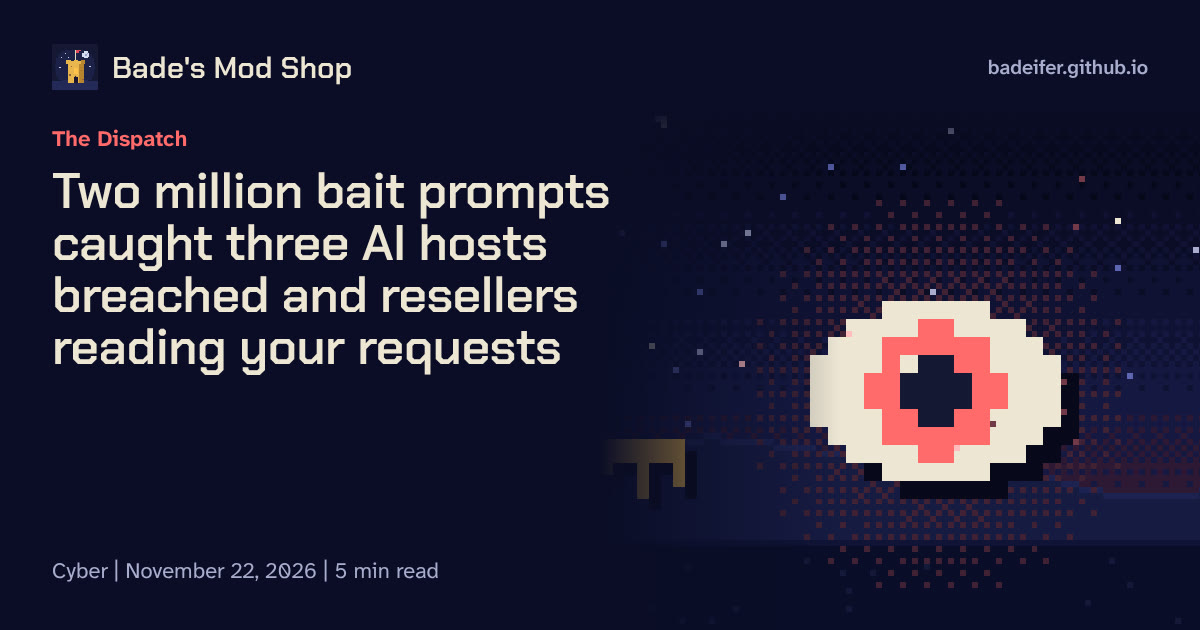 Bade's Mod Shop
badeifer.github.io
The Dispatch
Two million bait prompts
caught three AI hosts
breached and resellers
reading your requests
Cyber | November 22, 2026 | 5 min read